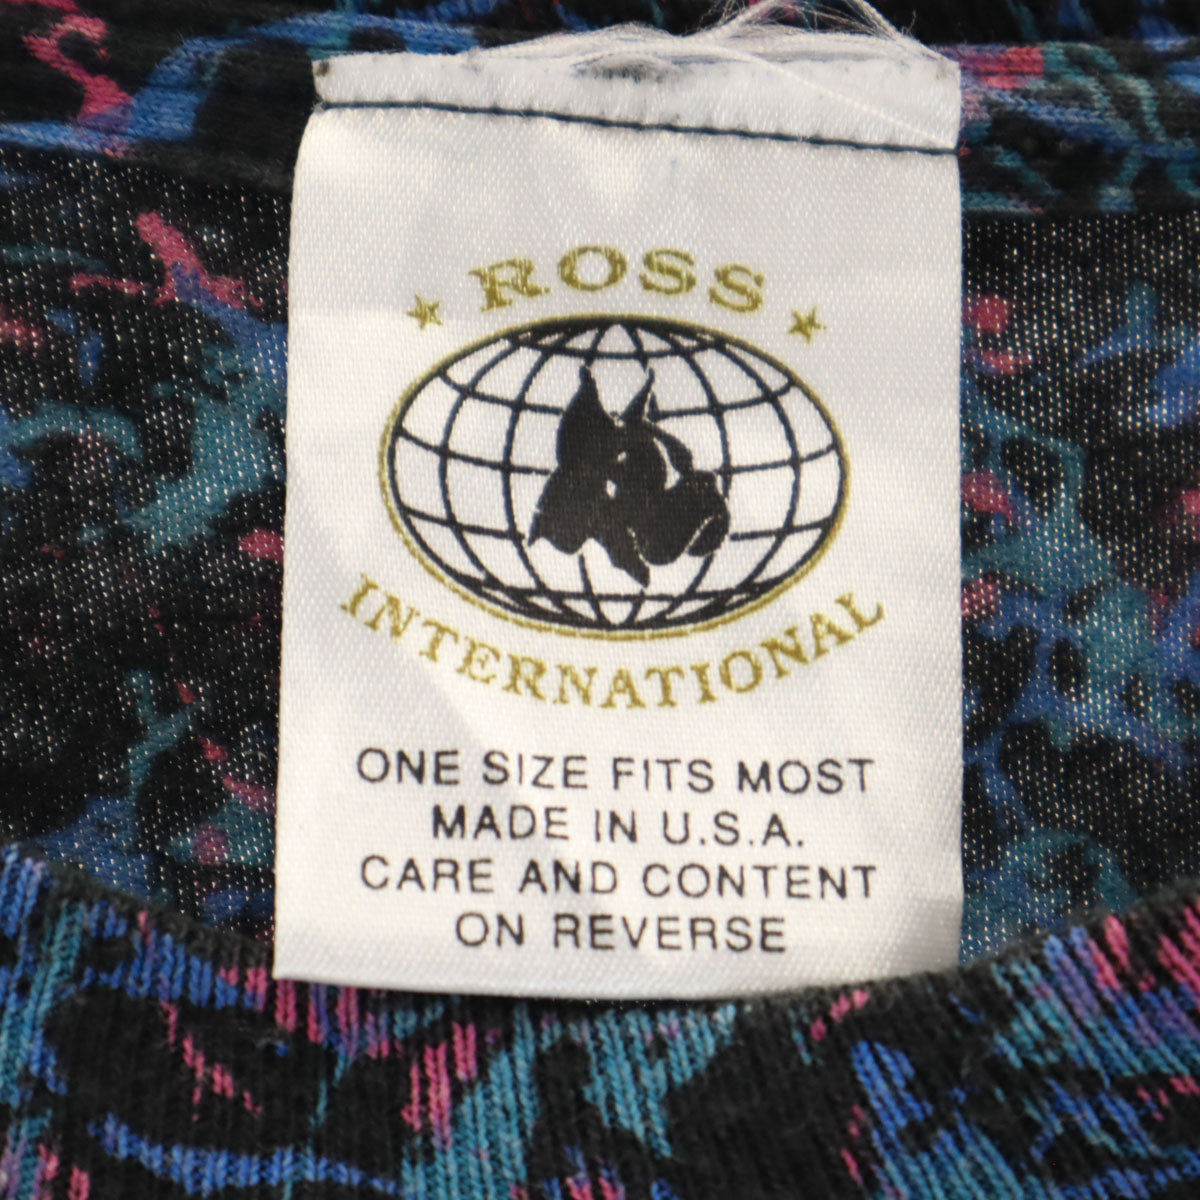 ROSS
INTERNATIONAL
ONE SIZE FITS MOST
MADE IN U.S.A.
CARE AND CONTENT
ON REVERSE